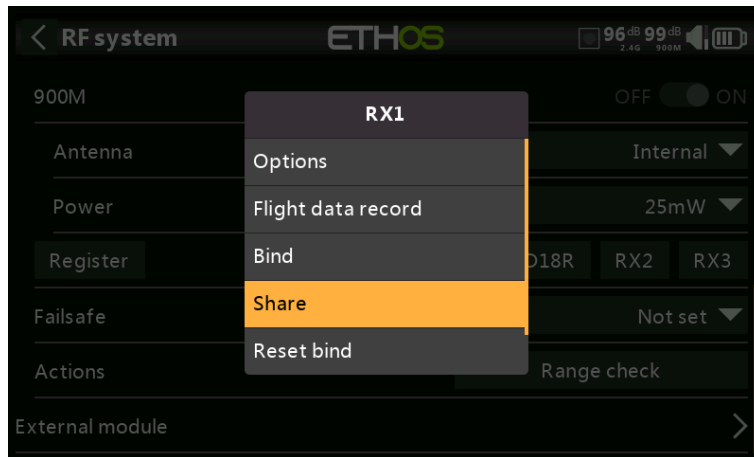 RF system ETHOS 96dB 99dB
2.4G 900M
900M OFF ON
RX1
Antenna Internal
Options
Power 25mW
Flight data record
Register D18R RX2 RX3
Bind
Failsafe Not set
Share
Reset bind
Actions Range check
External module